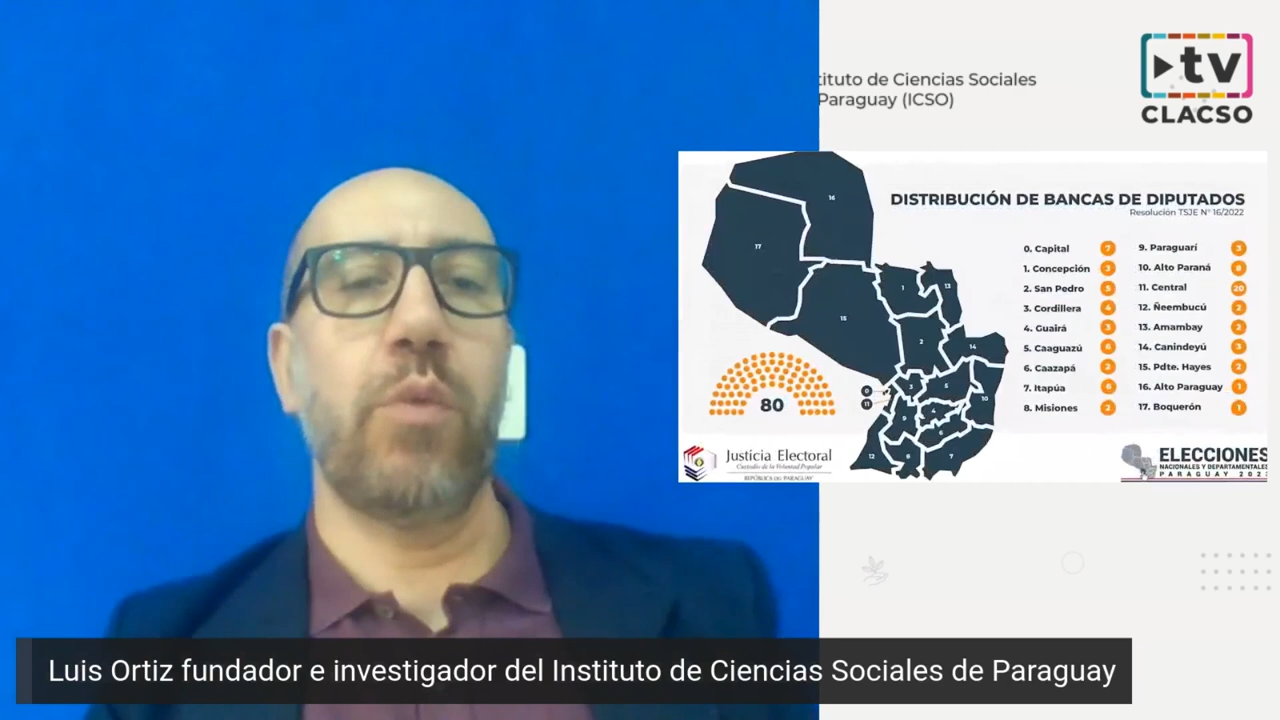 tituto de Ciencias Sociales
Paraguay (ICSO)
tv
CLACSO
DISTRIBUCIÓN DE BANCAS DE DIPUTADOS
Resolución TSJE N° 16/2022
0. Capital 7
1. Concepción 3
2. San Pedro 5
3. Cordillera 4
4. Guairá 3
5. Caaguazú 6
6. Caazapá 2
7. Itapúa 6
8. Misiones 2
9. Paraguarí 3
10. Alto Paraná 8
11. Central 20
12. Ñeembucú 2
13. Amambay 2
14. Canindeyú 3
15. Pdte. Hayes 2
16. Alto Paraguay 1
17. Boquerón 1
16
17
1
13
15
2
14
0
3
5
10
11
9
4
6
12
8
7
80
Justicia Electoral
Custodio de la Voluntad Popular
REPÚBLICA DEL PARAGUAY
ELECCIONES
NACIONALES Y DEPARTAMENTALES
PARAGUAY 202
Luis Ortiz fundador e investigador del Instituto de Ciencias Sociales de Paraguay